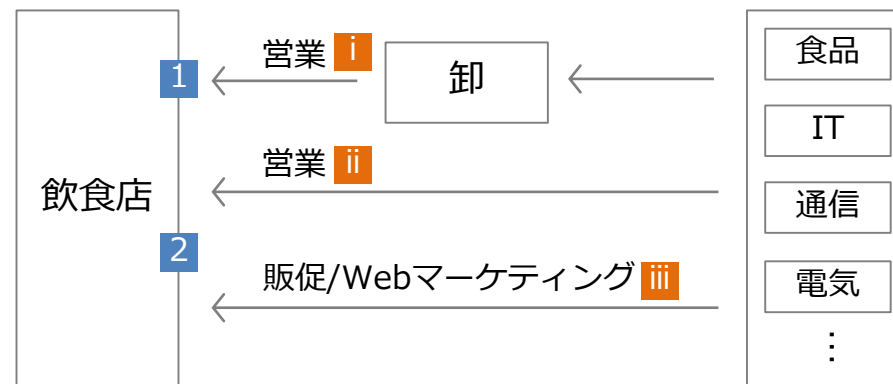 営業 i
1
卸
食品
IT
営業 ii
飲食店
通信
2
販促/Webマーケティング iii
電気
⋮